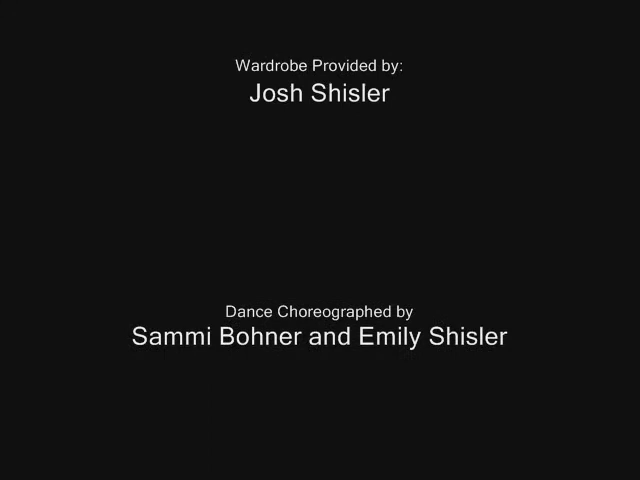 Wardrobe Provided by:
Josh Shisler
Dance Choreographed by
Sammi Bohner and Emily Shisler